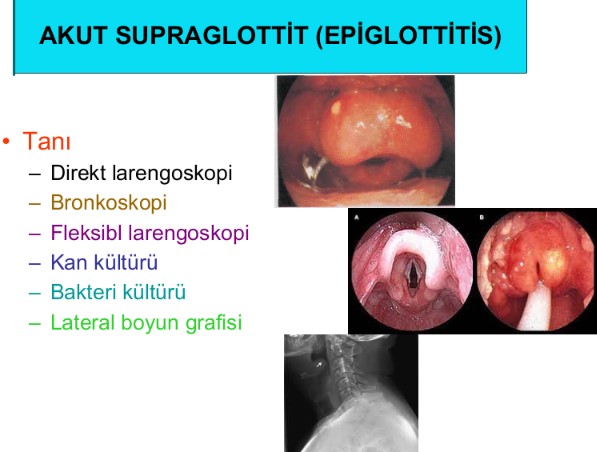 AKUT SUPRAGLOTTİT (EPİGLOTTİTİS)
• Tanı
– Direkt larengoskopi
– Bronkoskopi
– Fleksibl larengoskopi
– Kan kültürü
– Bakteri kültürü
– Lateral boyun grafisi
A B